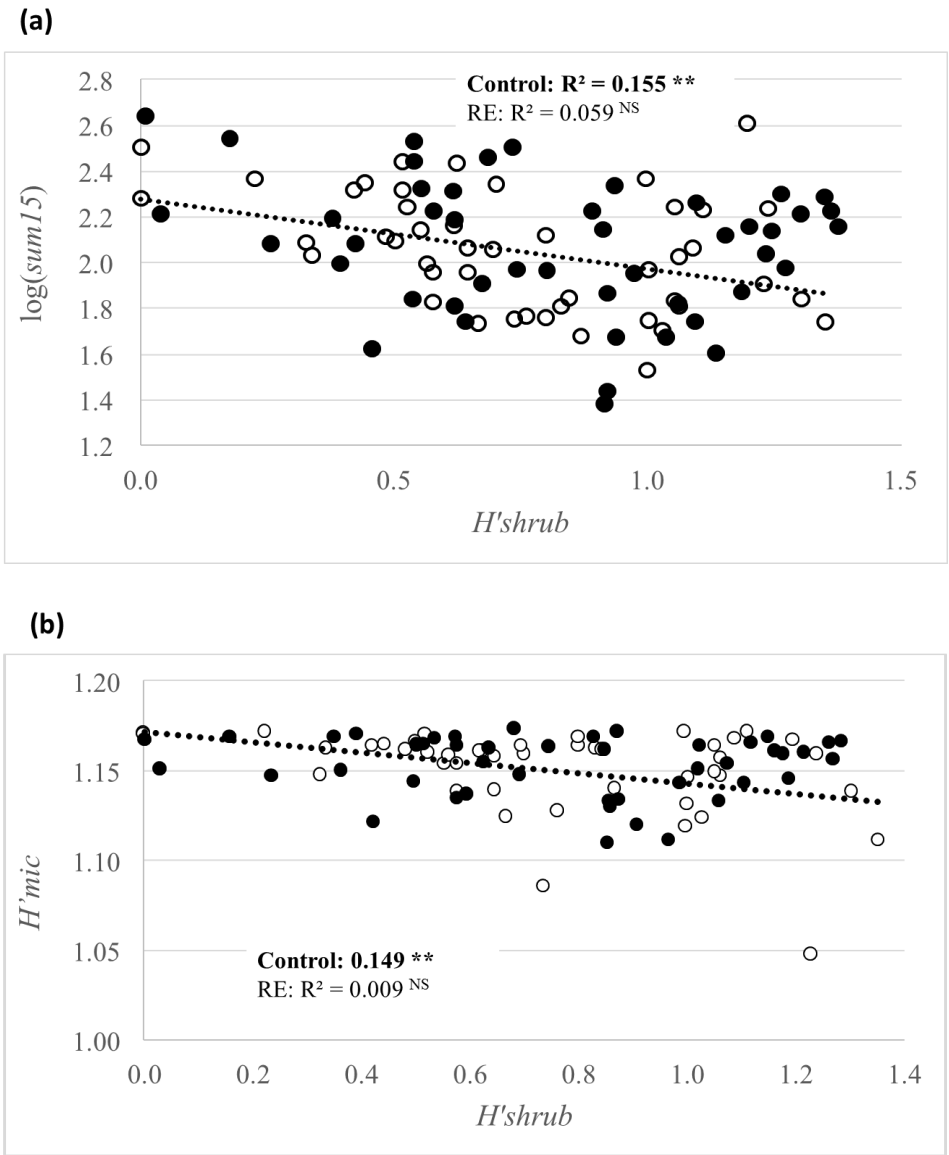 (a)
Control: R² = 0.155 **
RE: R² = 0.059 NS
2.8
2.6
2.4
2.2
2.0
1.8
1.6
1.4
1.2
log(sum15)
0.0 0.5 1.0 1.5
H'shrub
(b)
1.20
1.15
1.10
1.05
1.00
H'mic
Control: 0.149 **
RE: R² = 0.009 NS
0.0 0.2 0.4 0.6 0.8 1.0 1.2 1.4
H'shrub